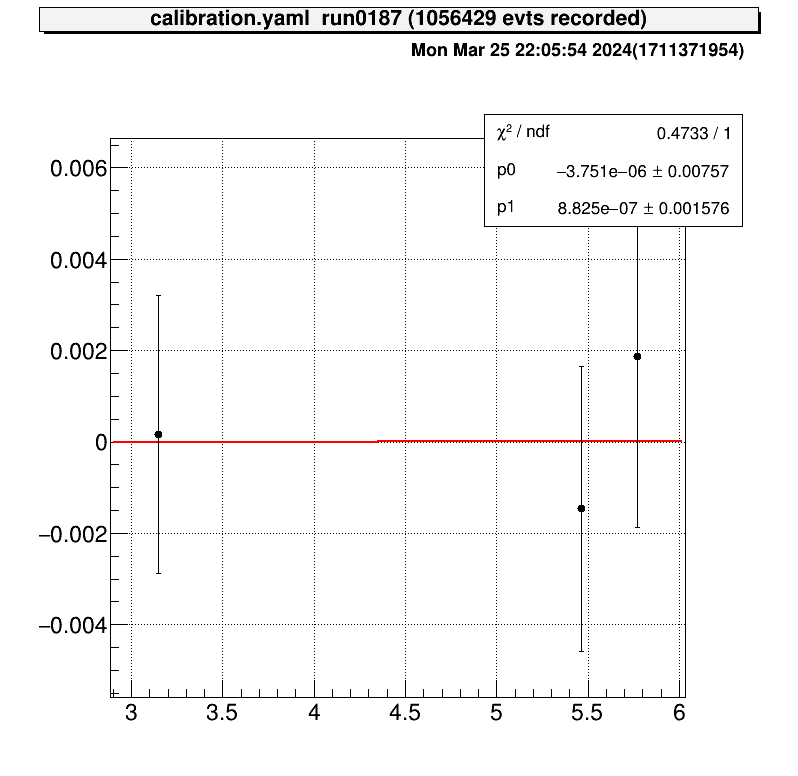 calibration.yaml  run0187 (1056429 evts recorded)
Mon Mar 25 22:05:54 2024(1711371954)
χ² / ndf 0.4733 / 1
p0 −3.751e−06 ± 0.00757
p1 8.825e−07 ± 0.001576
0.006
0.004
0.002
0
−0.002
−0.004
3 3.5 4 4.5 5 5.5 6